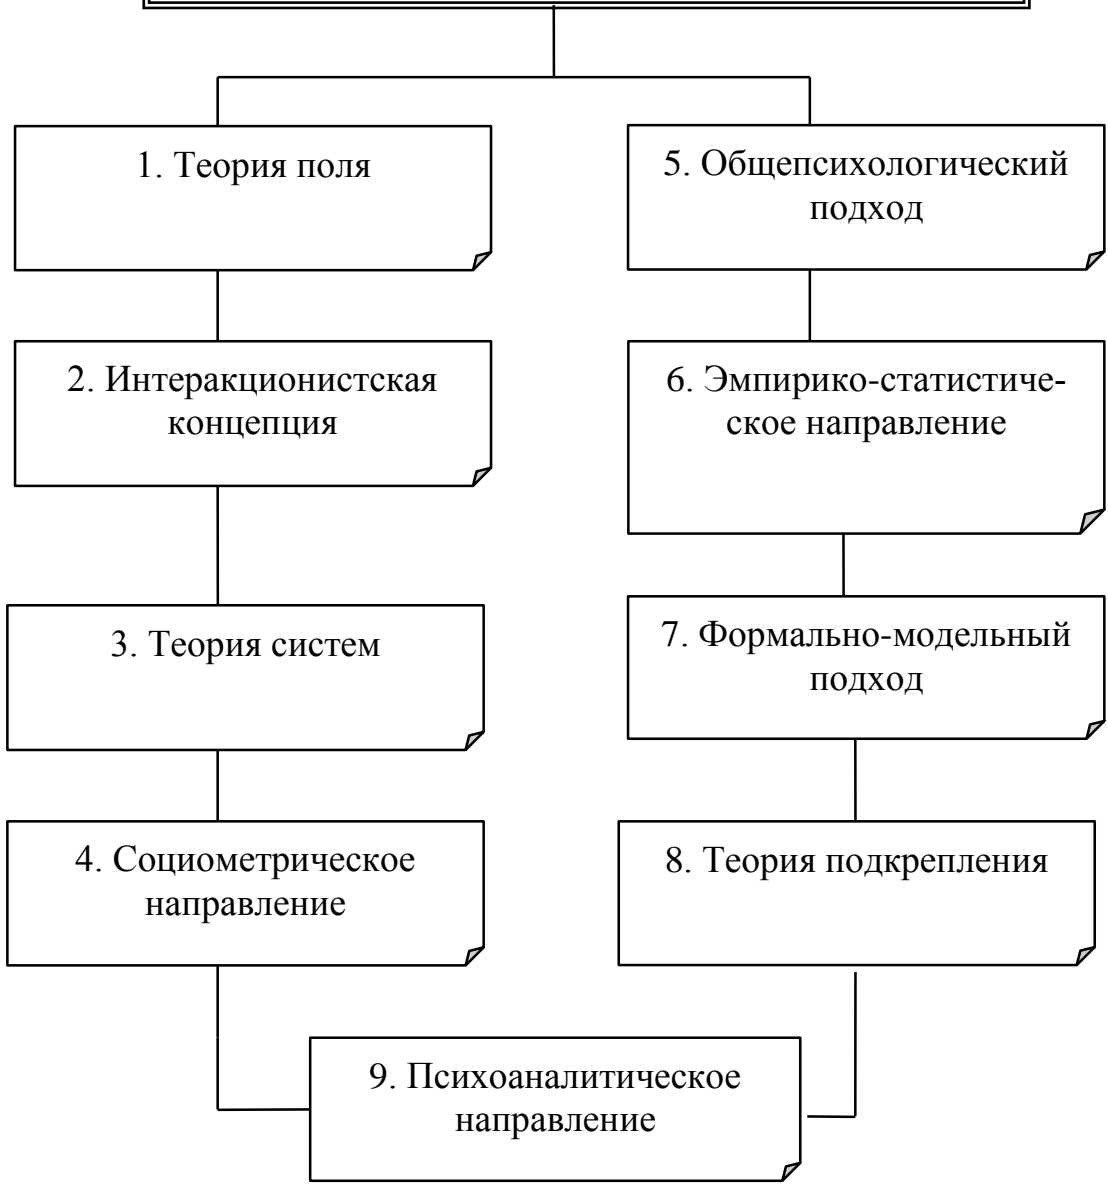 1. Теория поля
2. Интеракционистская
концепция
3. Теория систем
4. Социометрическое
направление
5. Общепсихологический
подход
6. Эмпирико-статистиче-
ское направление
7. Формально-модельный
подход
8. Теория подкрепления
9. Психоаналитическое
направление